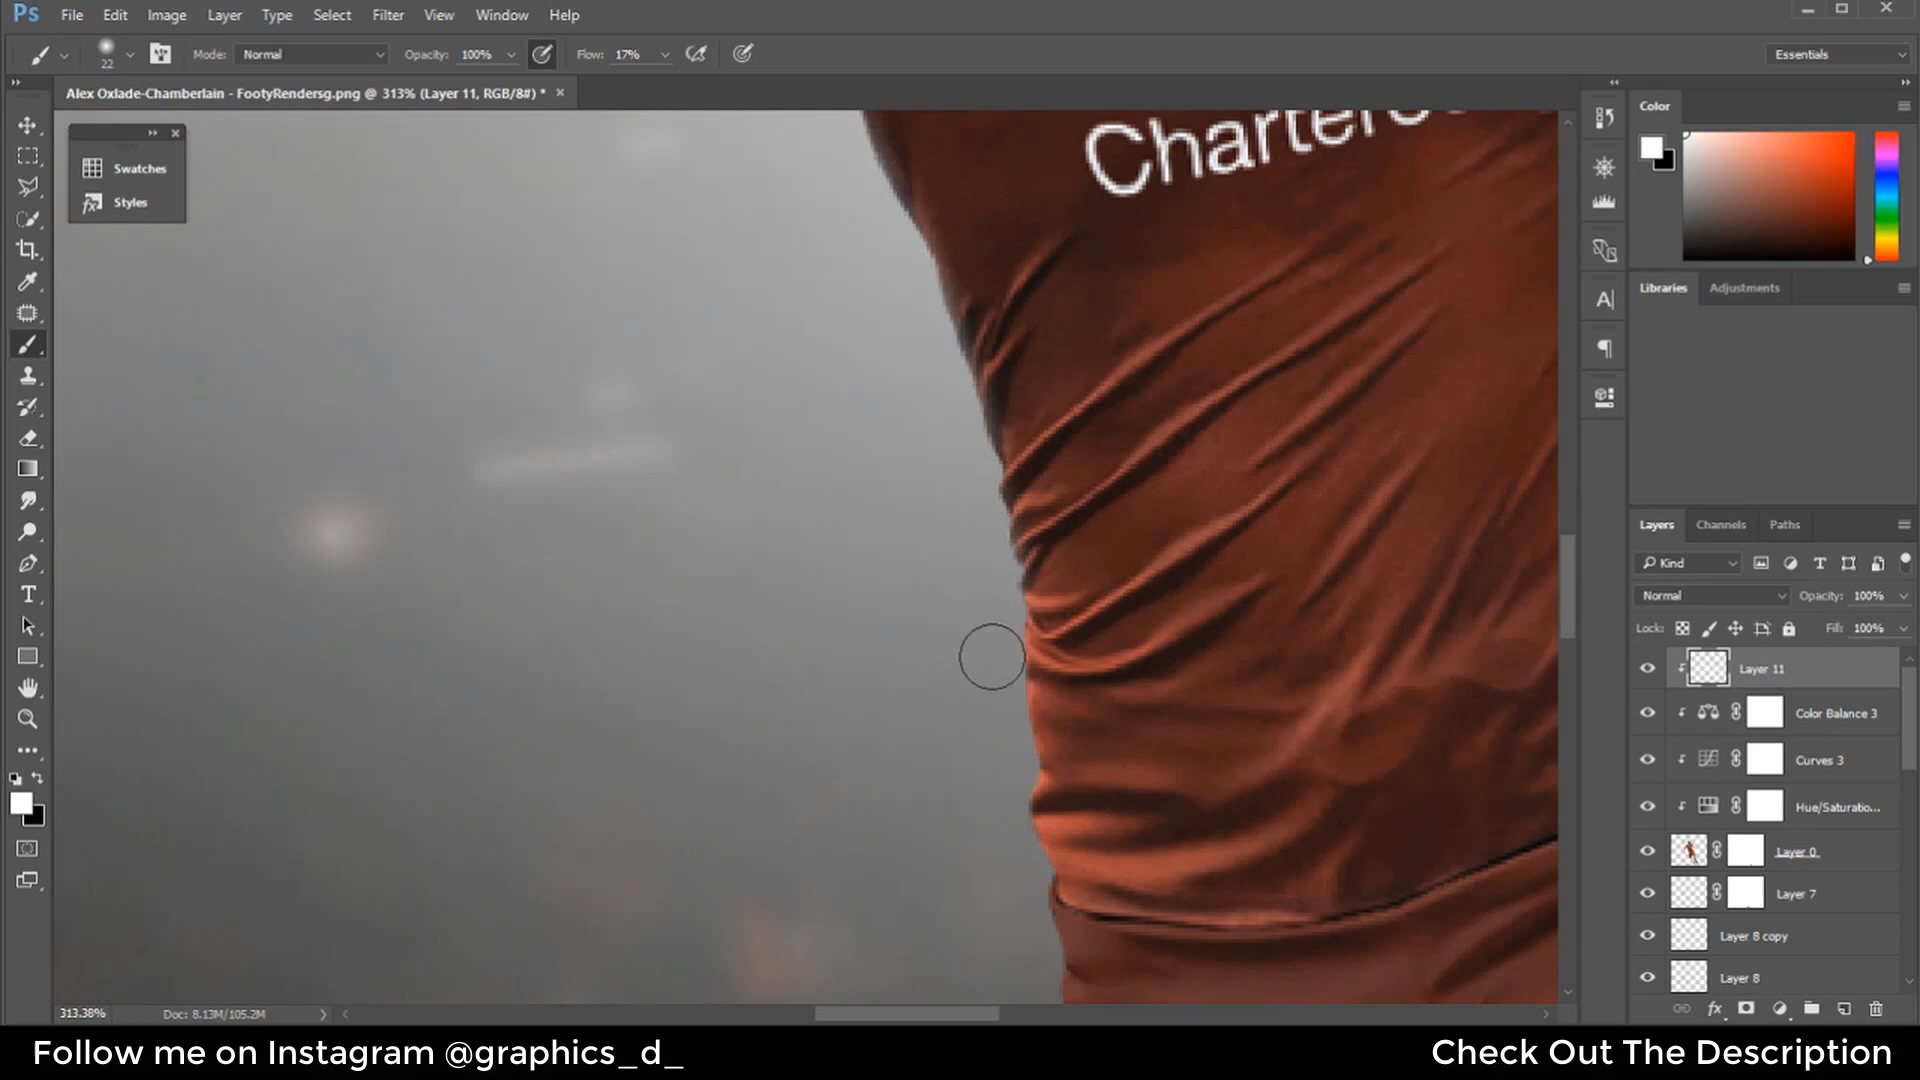 Ps File Edit Image Layer Type Select Filter View Window Help
22 Mode: Normal Opacity: 100% Flow: 17% Essentials
Alex Oxlade-Chamberlain - FootyRendersg.png @ 313% (Layer 11, RGB/8#) * ×
Color
Swatches
Styles
Charter
Libraries Adjustments
Layers Channels Paths
Kind
Normal Opacity: 100%
Lock: Fill: 100%
Layer 11
Color Balance 3
Curves 3
Hue/Saturatio...
Layer 0
Layer 7
Layer 8 copy
Layer 8
313.38% Doc: 8.13M/105.2M
Follow me on Instagram @graphics_d_
Check Out The Description